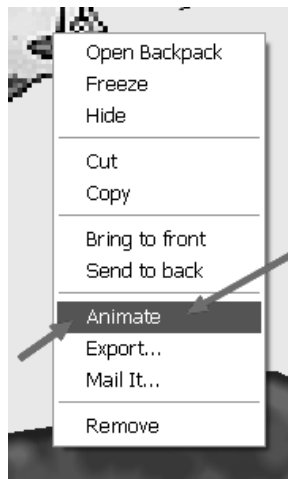 Open Backpack
Freeze
Hide
Cut
Copy
Bring to front
Send to back
Animate
Export...
Mail It...
Remove